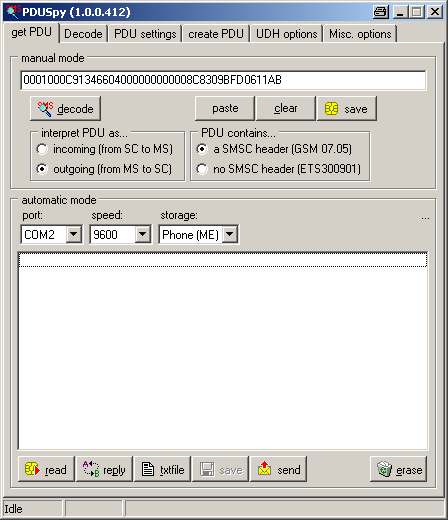 PDUSpy (1.0.0.412)
get PDU Decode PDU settings create PDU UDH options Misc. options
manual mode
0001000C91346604000000000008C8309BFD0611AB
SMS decode paste clear save
interpret PDU as... PDU contains...
incoming (from SC to MS) a SMSC header (GSM 07.05)
outgoing (from MS to SC) no SMSC header (ETS300901)
automatic mode
port: speed: storage: ...
COM2 9600 Phone (ME)
read reply txtfile save send erase
Idle